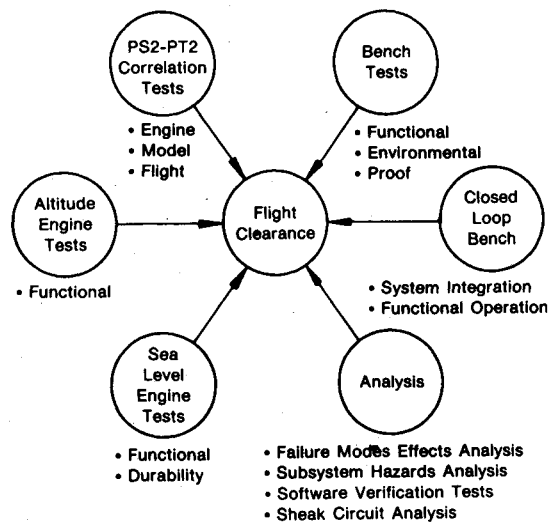 PS2-PT2
Correlation
Tests
• Engine
• Model
• Flight
Bench
Tests
• Functional
• Environmental
• Proof
Altitude
Engine
Tests
• Functional
Flight
Clearance
Closed
Loop
Bench
• System Integration
• Functional Operation
Sea
Level
Engine
Tests
• Functional
• Durability
Analysis
• Failure Modes Effects Analysis
• Subsystem Hazards Analysis
• Software Verification Tests
• Sheak Circuit Analysis